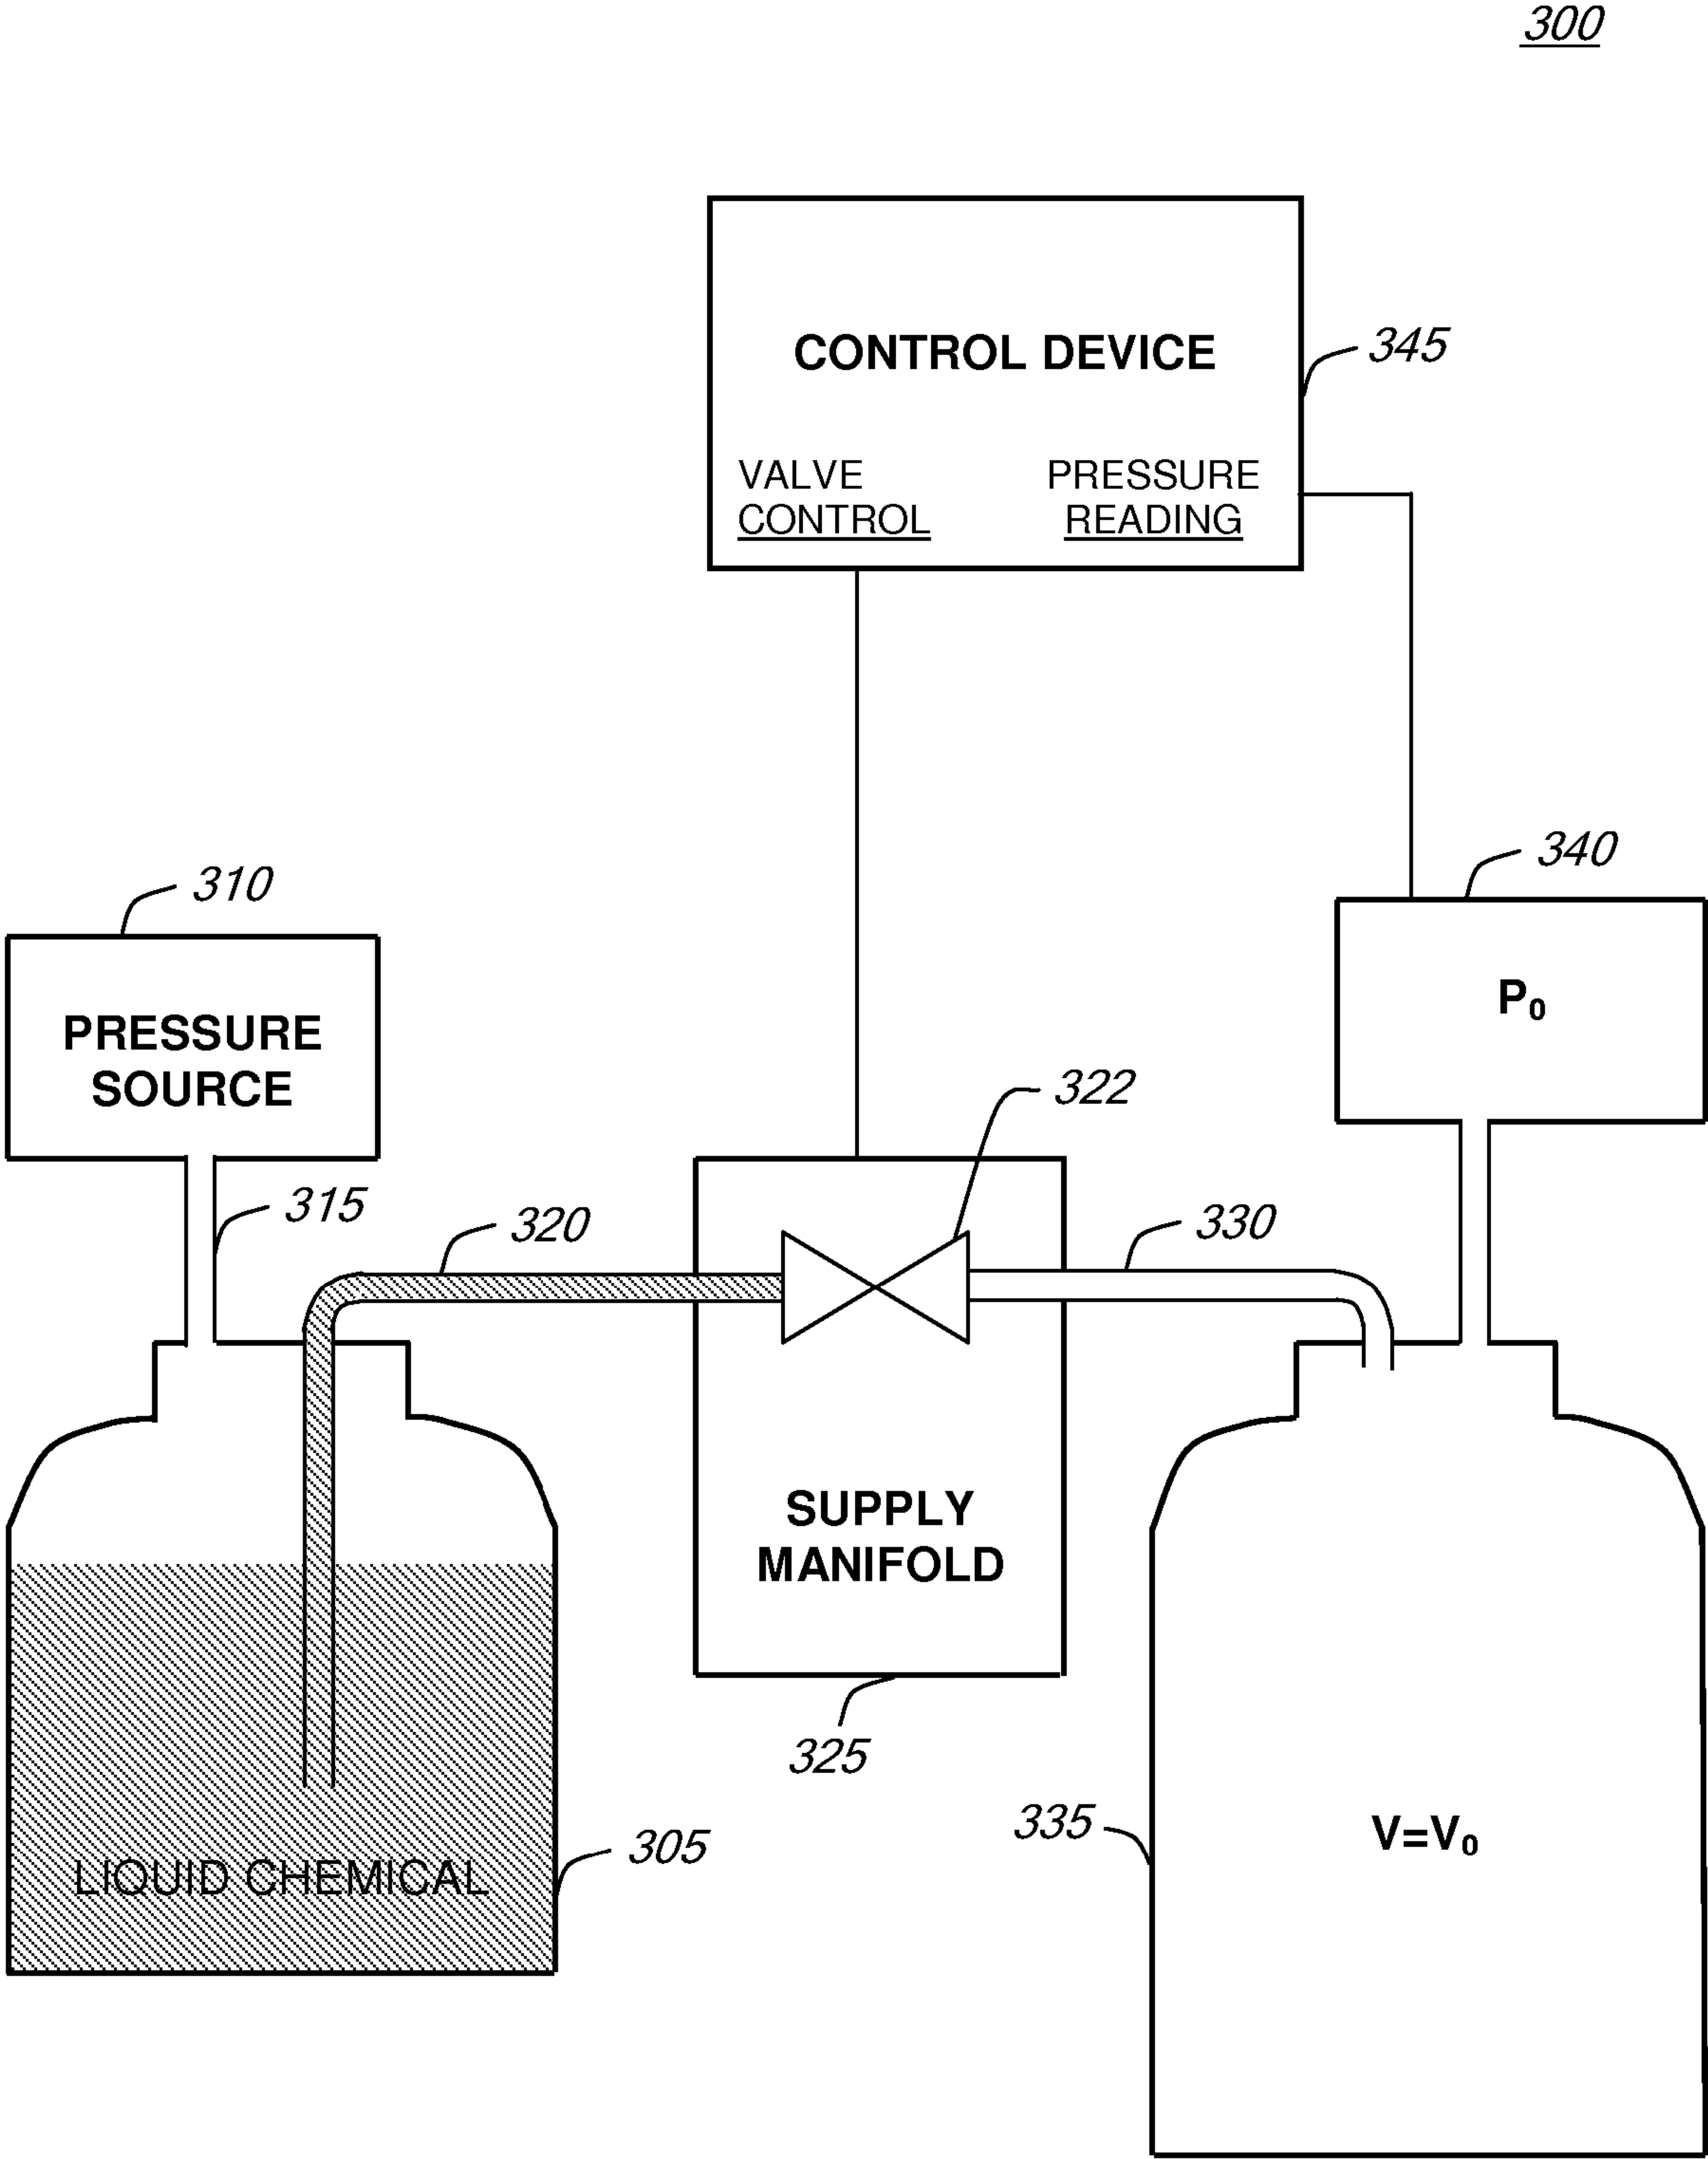 300
CONTROL DEVICE
345
VALVE
CONTROL
PRESSURE
READING
340
310
P₀
PRESSURE
SOURCE
322
315
320
330
SUPPLY
MANIFOLD
325
335
V=V₀
305
LIQUID CHEMICAL